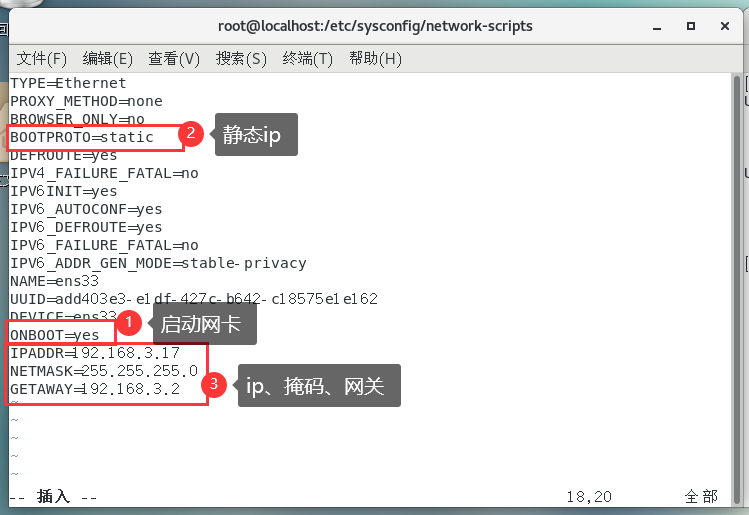 root@localhost:/etc/sysconfig/network-scripts
文件(F) 编辑(E) 查看(V) 搜索(S) 终端(T) 帮助(H)
TYPE=Ethernet
PROXY_METHOD=none
BROWSER_ONLY=no
BOOTPROTO=static
2
静态ip
DEFROUTE=yes
IPV4_FAILURE_FATAL=no
IPV6INIT=yes
IPV6_AUTOCONF=yes
IPV6_DEFROUTE=yes
IPV6_FAILURE_FATAL=no
IPV6_ADDR_GEN_MODE=stable-privacy
NAME=ens33
UUID=add403e3-e1df-427c-b642-c18575e1e162
DEVICE=ens33
ONBOOT=yes
1
启动网卡
IPADDR=192.168.3.17
NETMASK=255.255.255.0
GETAWAY=192.168.3.2
3
ip、掩码、网关
~
~
~
~
~
-- 插入 --
18,20
全部